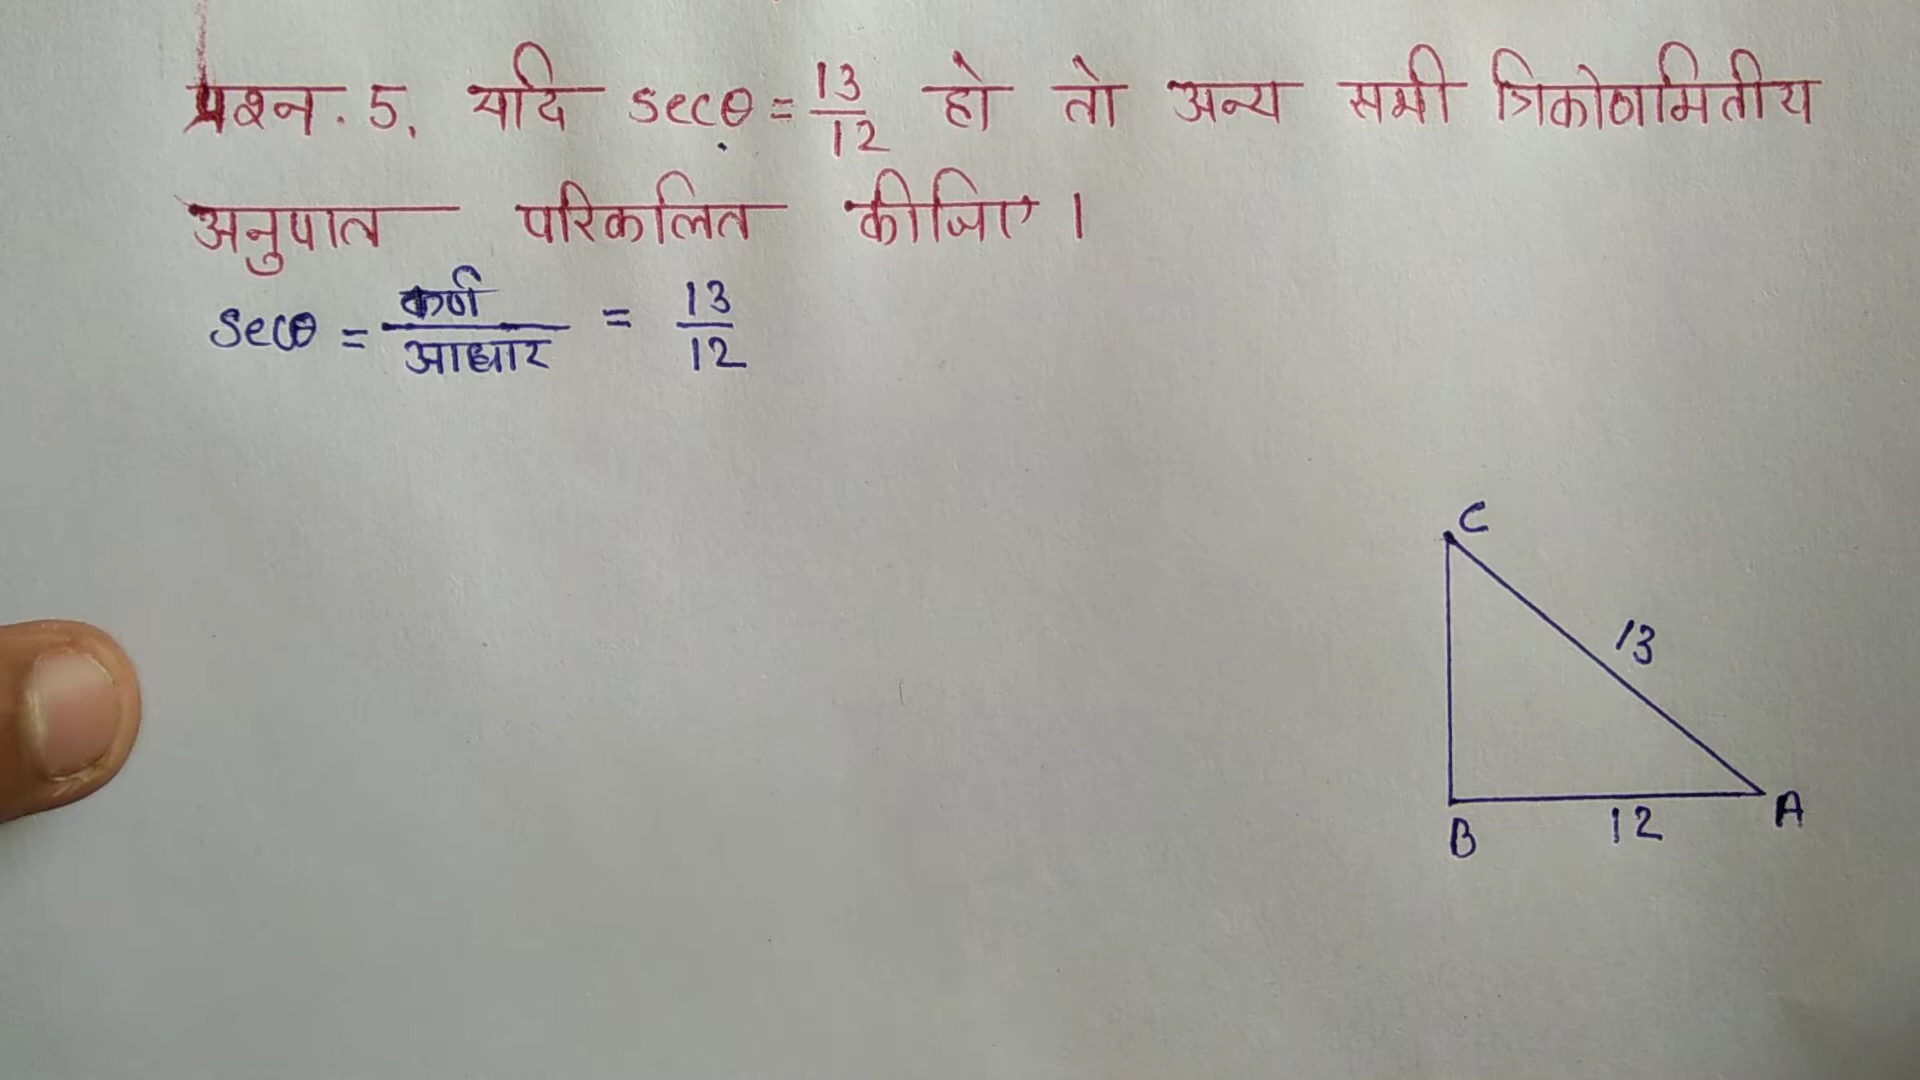 प्रश्न. 5. यदि secθ = 13/12 हो तो अन्य सभी त्रिकोणमितीय
अनुपात परिकलित कीजिए।
secθ = कर्ण/आधार = 13/12
C
13
B
12
A